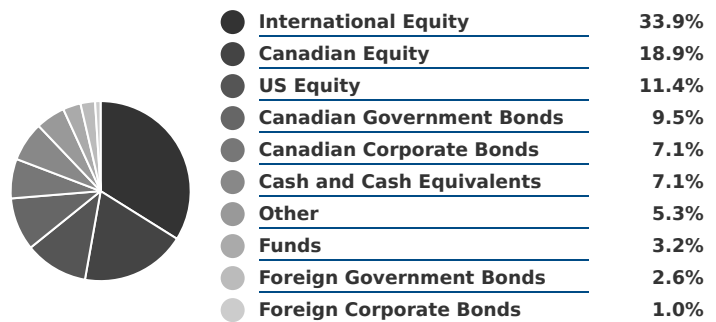 International Equity 33.9%
Canadian Equity 18.9%
US Equity 11.4%
Canadian Government Bonds 9.5%
Canadian Corporate Bonds 7.1%
Cash and Cash Equivalents 7.1%
Other 5.3%
Funds 3.2%
Foreign Government Bonds 2.6%
Foreign Corporate Bonds 1.0%